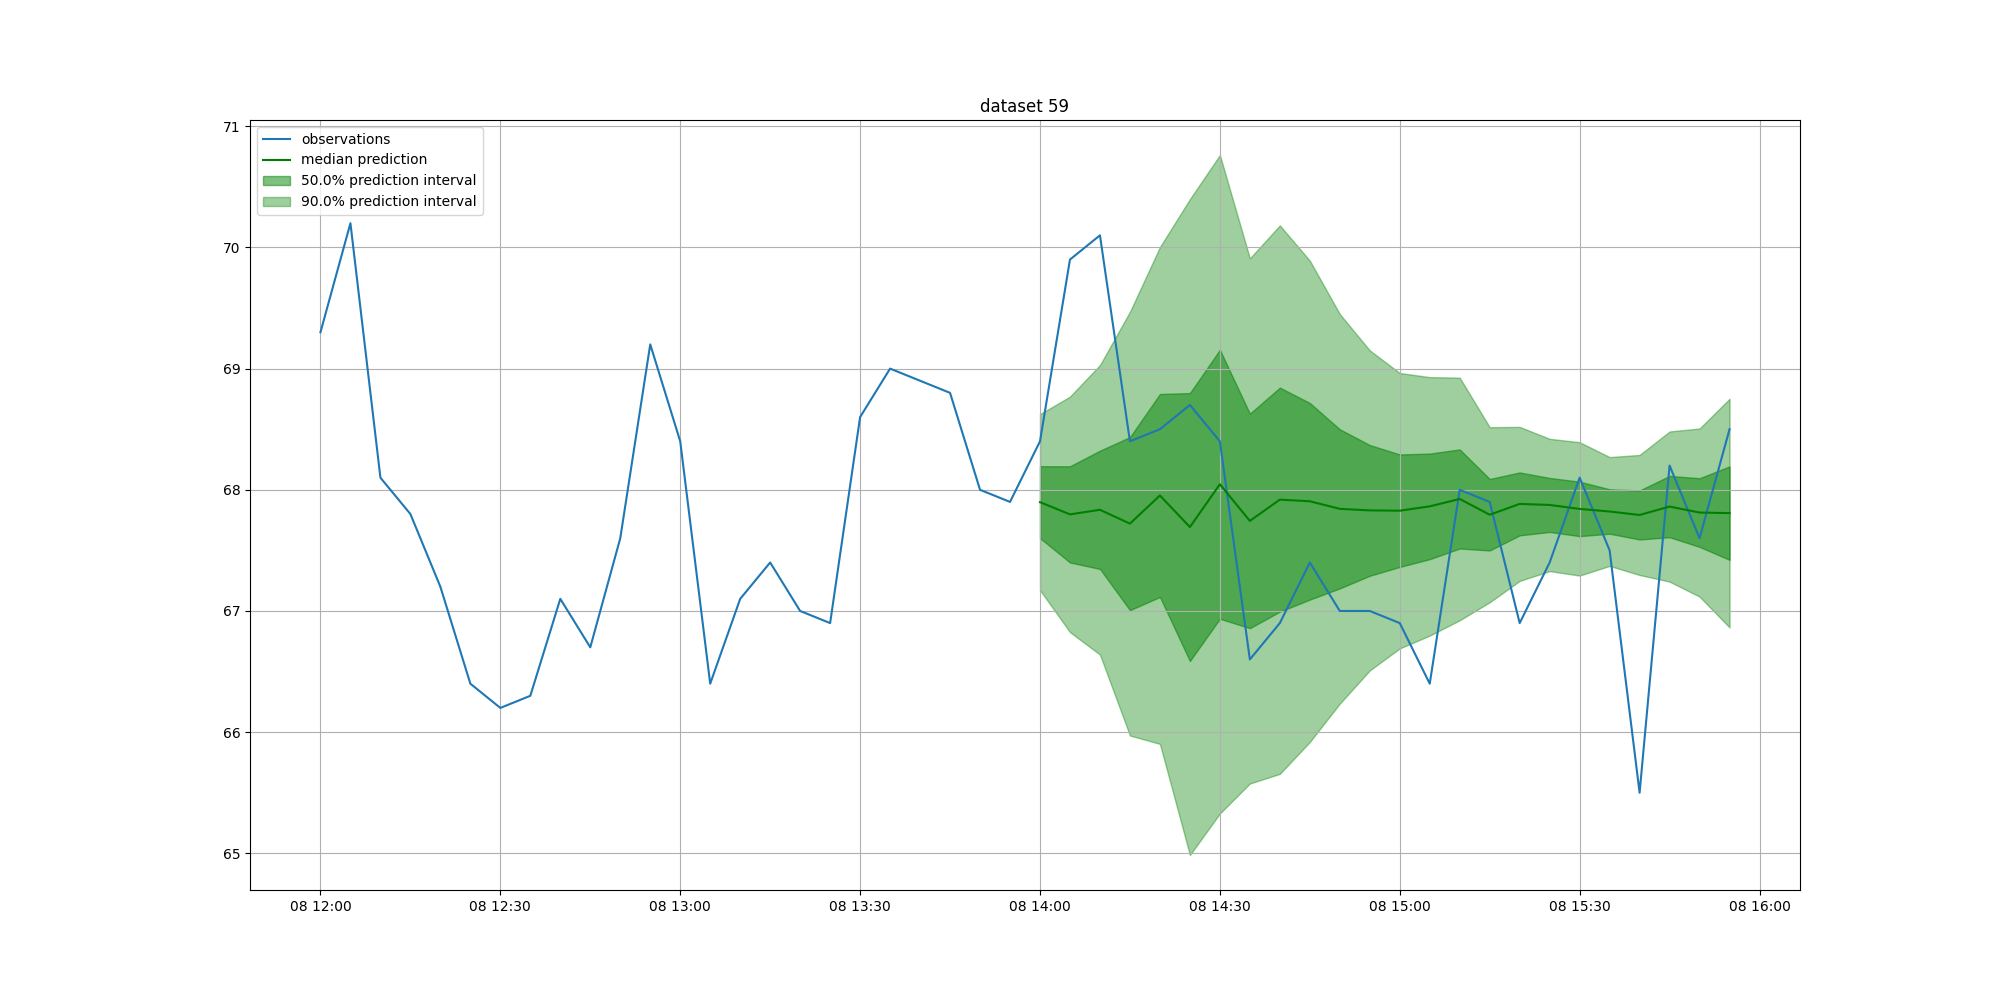 dataset 59
71
observations
median prediction
50.0% prediction interval
90.0% prediction interval
70
69
68
67
66
65
08 12:00 08 12:30 08 13:00 08 13:30 08 14:00 08 14:30 08 15:00 08 15:30 08 16:00